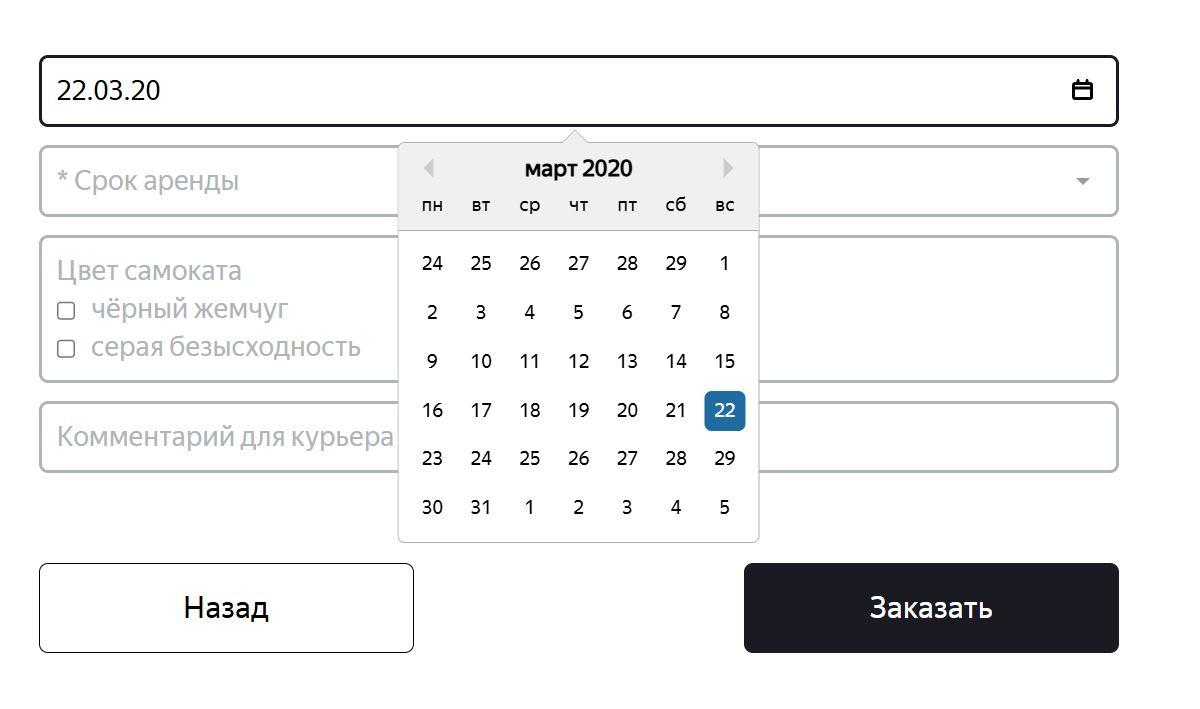 22.03.20
* Срок аренды
март 2020
пн вт ср чт пт сб вс
24 25 26 27 28 29 1
2 3 4 5 6 7 8
9 10 11 12 13 14 15
16 17 18 19 20 21 22
23 24 25 26 27 28 29
30 31 1 2 3 4 5
Цвет самоката
чёрный жемчуг
серая безысходность
Комментарий для курьера
Назад
Заказать